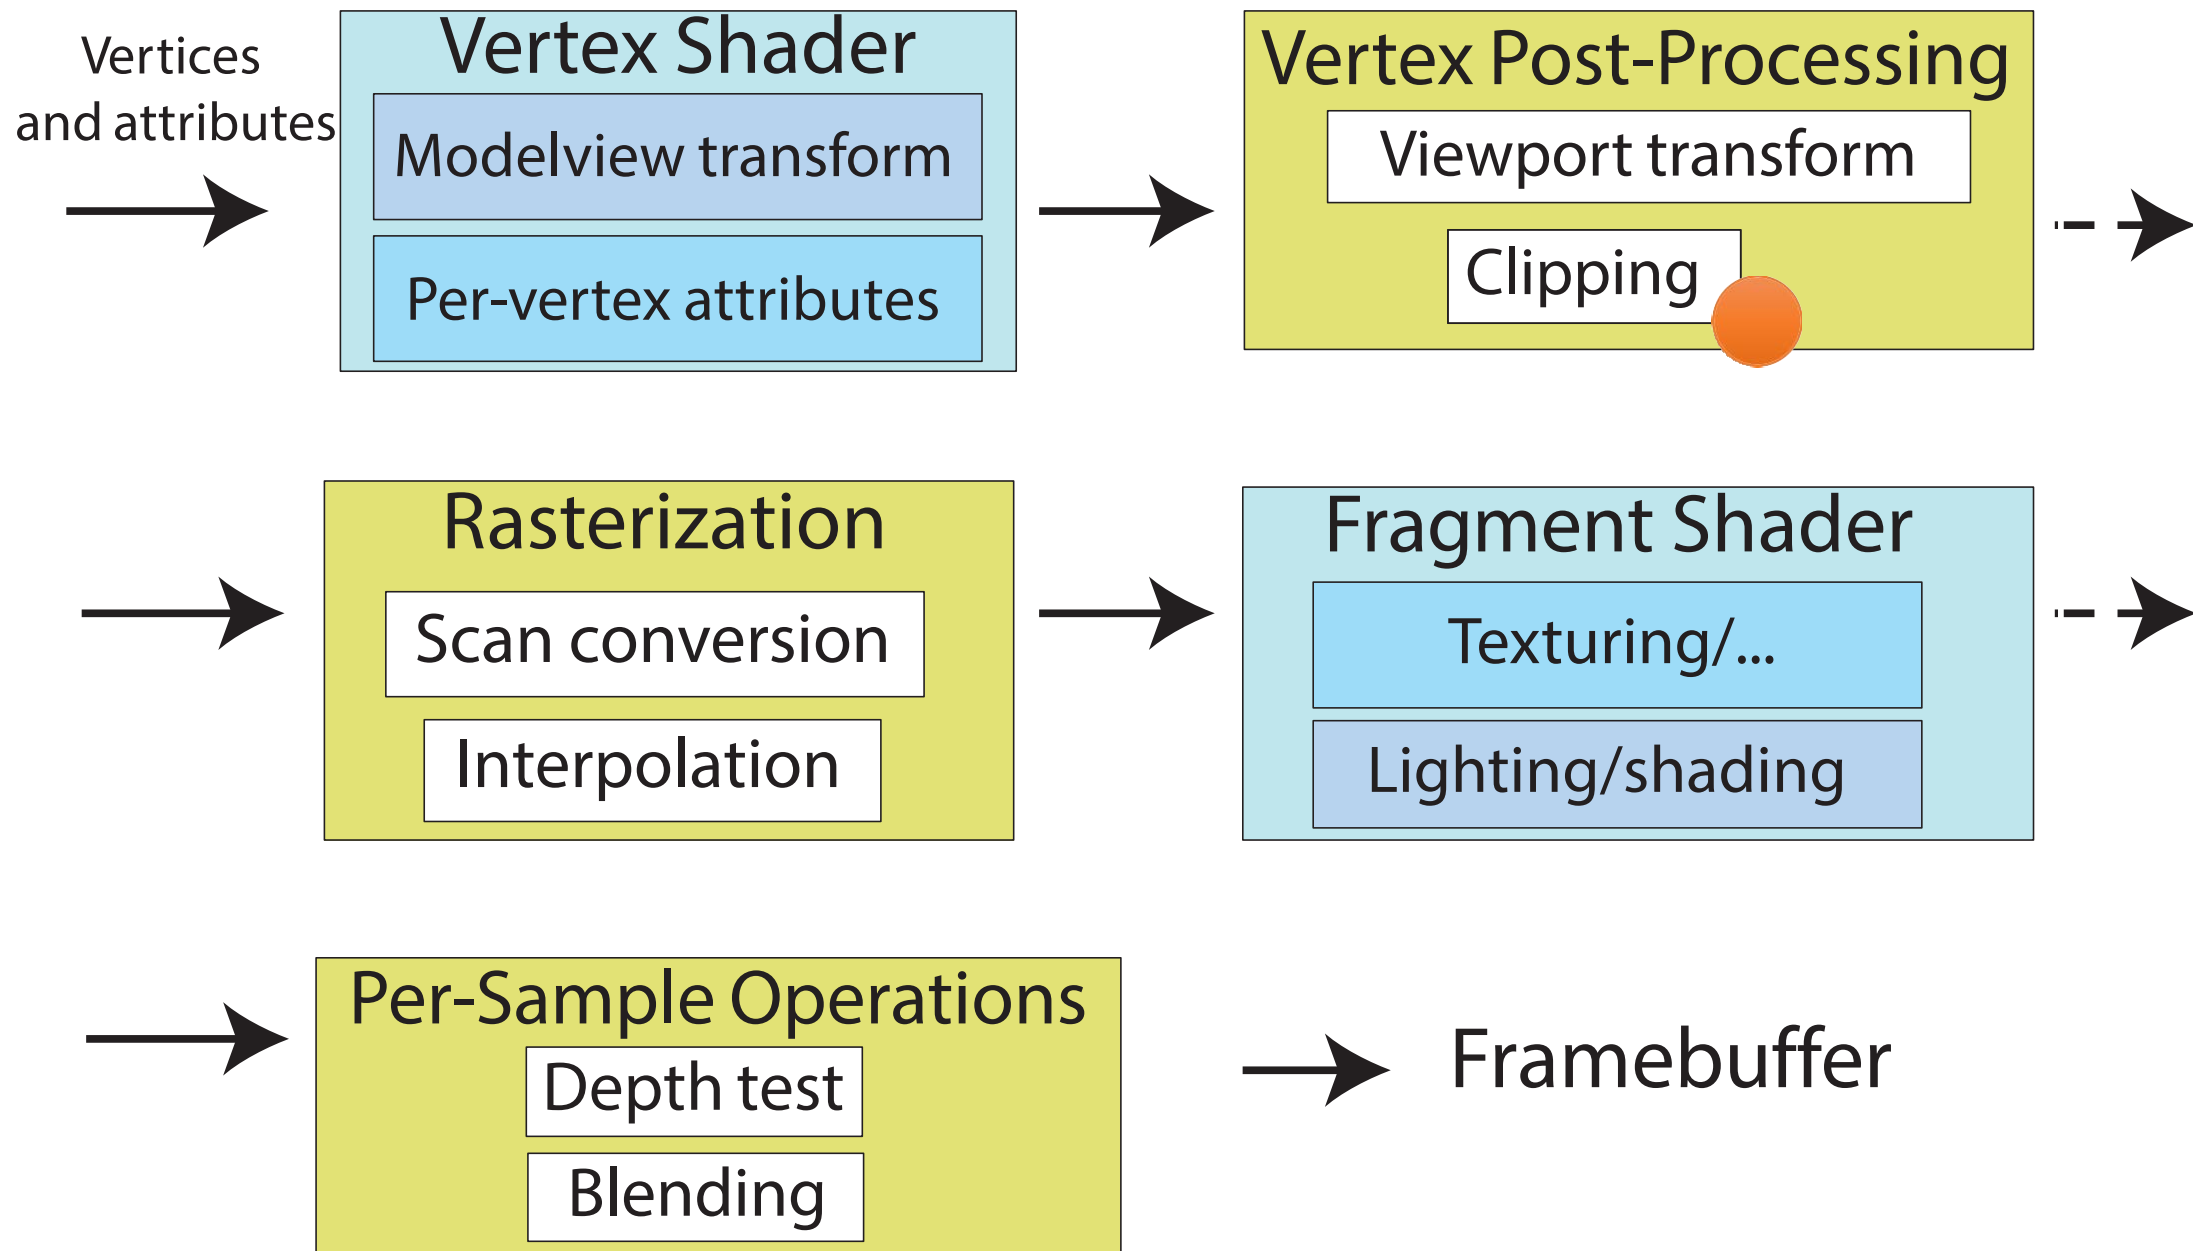 Vertices
and attributes
Vertex Shader
Modelview transform
Per-vertex attributes
Vertex Post-Processing
Viewport transform
Clipping
Rasterization
Scan conversion
Interpolation
Fragment Shader
Texturing/...
Lighting/shading
Per-Sample Operations
Depth test
Blending
Framebuffer